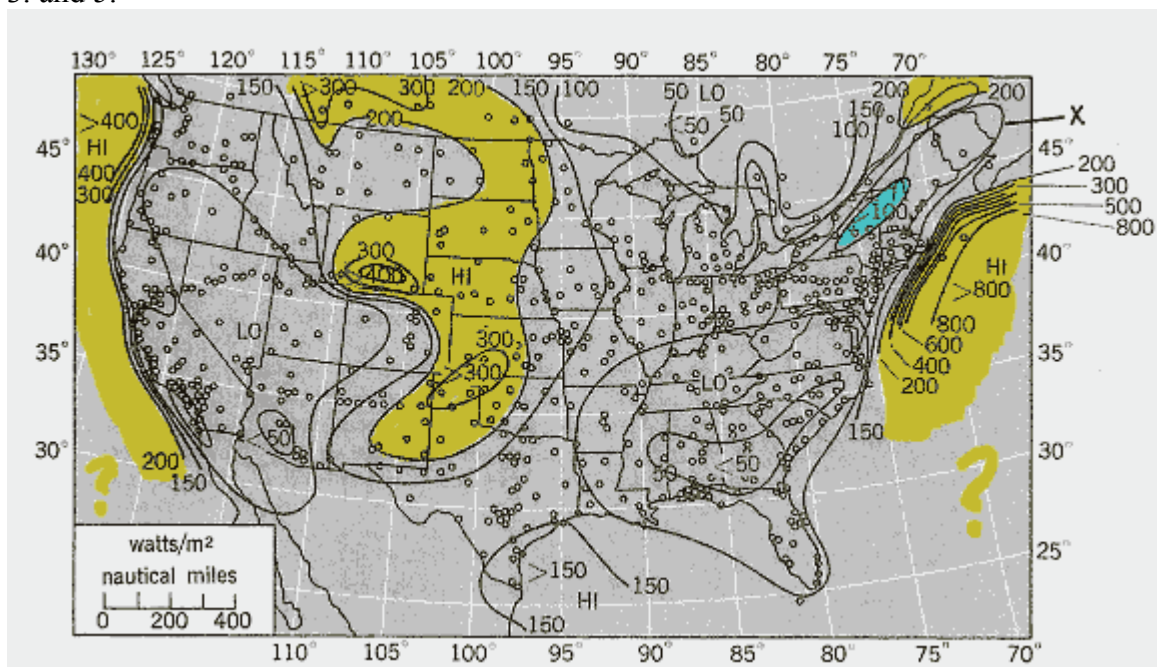 5. and 5.
130° 125° 120° 115° 110° 105° 100° 95° 90° 85° 80° 75° 70°
150 >300 300 200 150 100 50 LO 200 200
<50 50 150
200 100
>400 X
HI 45°
45° 400 200
300 300
100 500
800
40° 300 40°
400 HI HI
>800
LO 300 800
35° >300 600 35°
LO 400
200
<50 150
30° <50 30°
200 50
150
? ?
watts/m2 25°
nautical miles >150 150
0 200 400 HI
150
110° 105° 100° 95° 90° 85° 80° 75° 70°